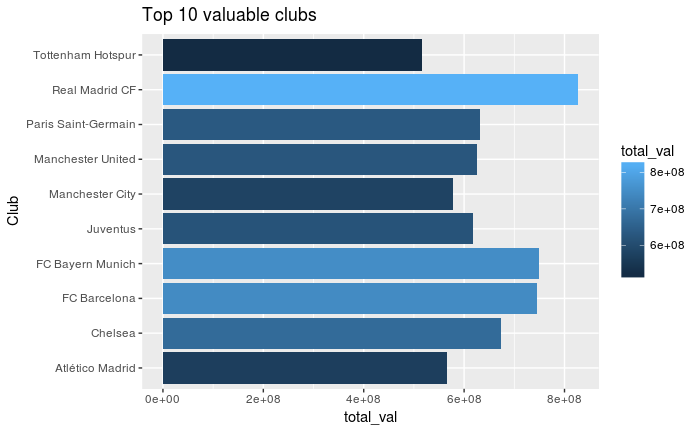 Top 10 valuable clubs
Club
Tottenham Hotspur
Real Madrid CF
Paris Saint-Germain
Manchester United
Manchester City
Juventus
FC Bayern Munich
FC Barcelona
Chelsea
Atlético Madrid
0e+00 2e+08 4e+08 6e+08 8e+08
total_val
total_val
8e+08
7e+08
6e+08